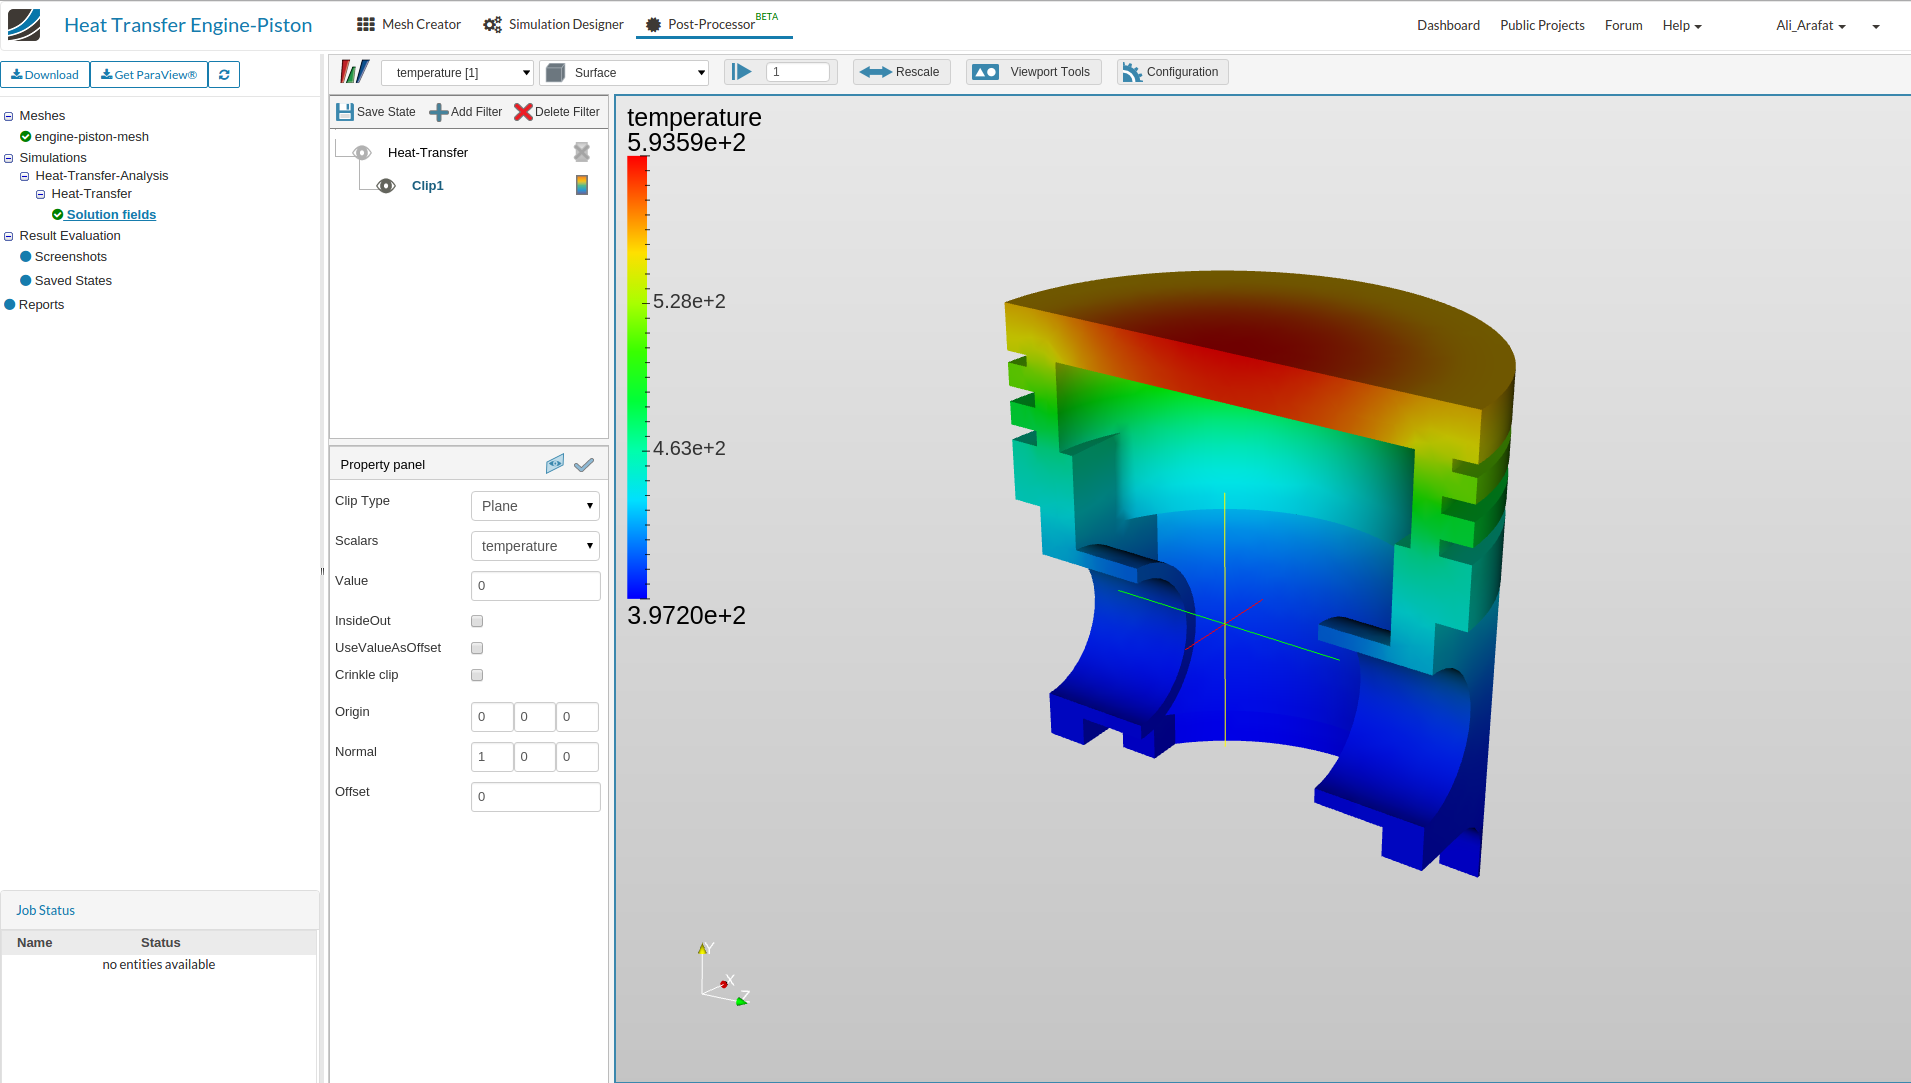 Heat Transfer Engine-Piston
Mesh Creator
Simulation Designer
Post-Processor BETA
Dashboard
Public Projects
Forum
Help
Ali_Arafat
Download
Get ParaView®
temperature [1]
Surface
1
Rescale
Viewport Tools
Configuration
Meshes
engine-piston-mesh
Simulations
Heat-Transfer-Analysis
Heat-Transfer
Solution fields
Result Evaluation
Screenshots
Saved States
Reports
Save State
Add Filter
Delete Filter
Heat-Transfer
Clip1
Property panel
Clip Type
Plane
Scalars
temperature
Value
0
InsideOut
UseValueAsOffset
Crinkle clip
Origin
0 0 0
Normal
1 0 0
Offset
0
temperature
5.9359e+2
5.28e+2
4.63e+2
3.9720e+2
Y
X
Z
Job Status
Name Status
no entities available